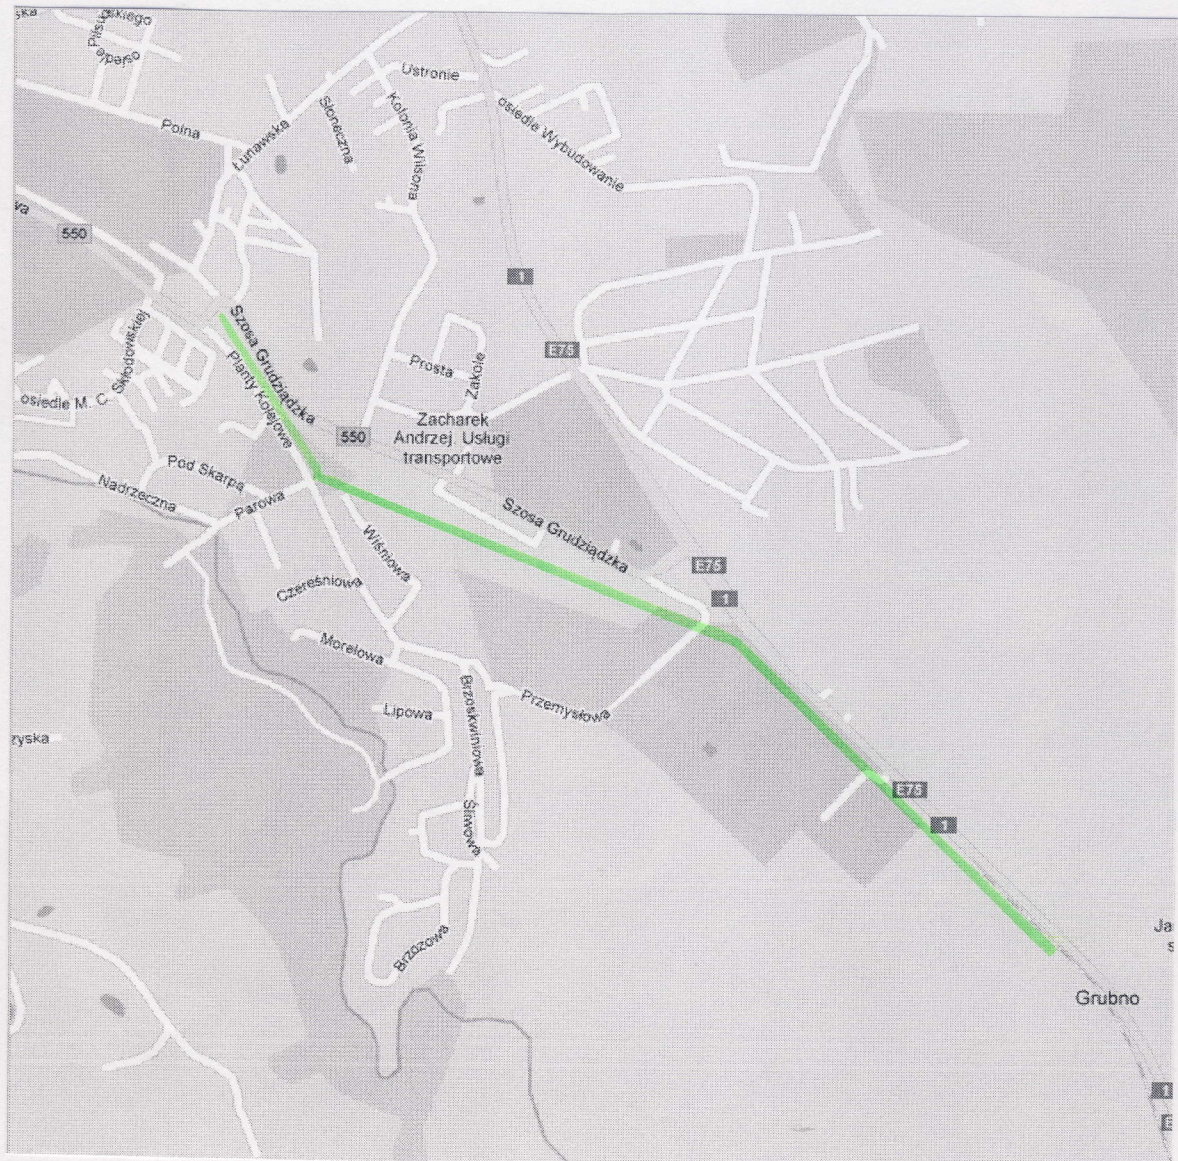 Piłsudskiego
osiedle
Ustronie
Polna
Łunawska
Słoneczna
Kolonia Wilsona
osiedle Wybudowanie
550
1
Szosa Grudziądzka
Planty Kolejowe
E75
Prosta
Zakole
osiedle M. C. Skłodowskiej
Zacharek
Andrzej. Usługi
transportowe
550
Pod Skarpą
Nadrzeczna
Parowa
Szosa Grudziądzka
Wiśniowa
E75
1
Czereśniowa
Morelowa
Brzoskwiniowa
Przemysłowa
Lipowa
E75
1
Śliwowa
Brzozowa
Grubno
1